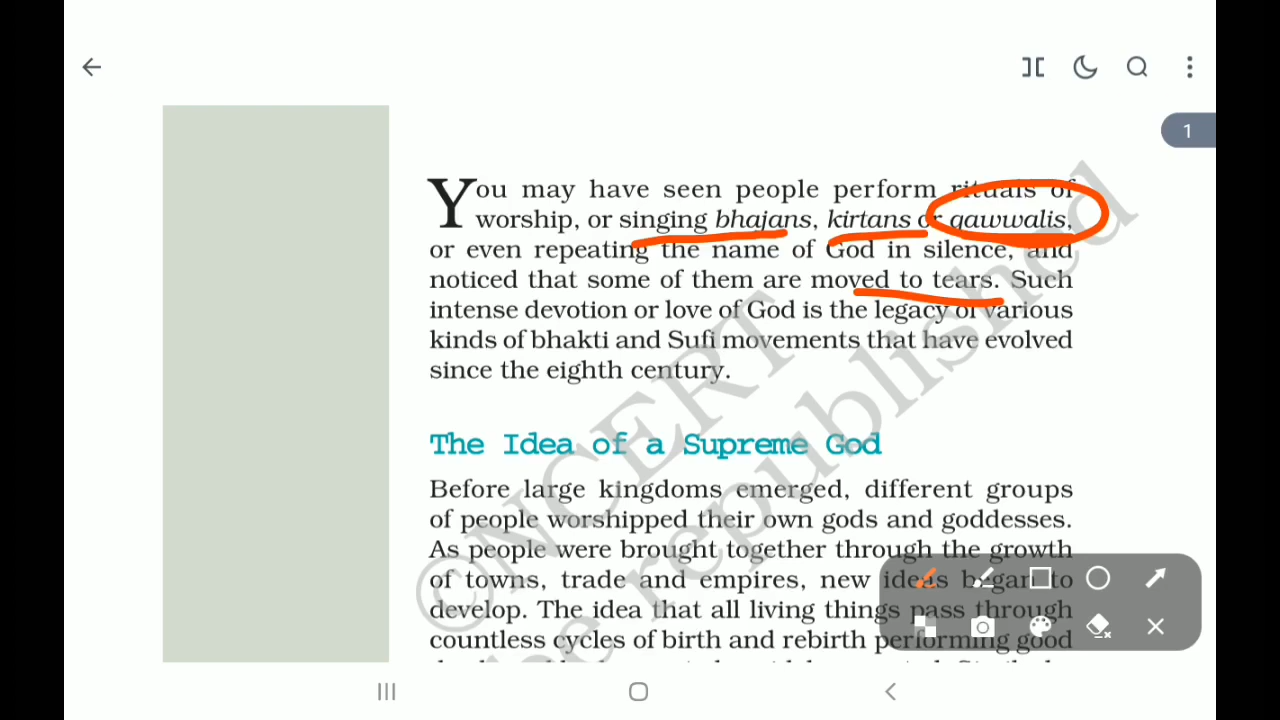 1
You may have seen people perform rituals of
worship, or singing bhajans, kirtans or qawwalis,
or even repeating the name of God in silence, and
noticed that some of them are moved to tears. Such
intense devotion or love of God is the legacy of various
kinds of bhakti and Sufi movements that have evolved
since the eighth century.
The Idea of a Supreme God
Before large kingdoms emerged, different groups
of people worshipped their own gods and goddesses.
As people were brought together through the growth
of towns, trade and empires, new ideas began to
develop. The idea that all living things pass through
countless cycles of birth and rebirth performing good
©NCERT
be republished